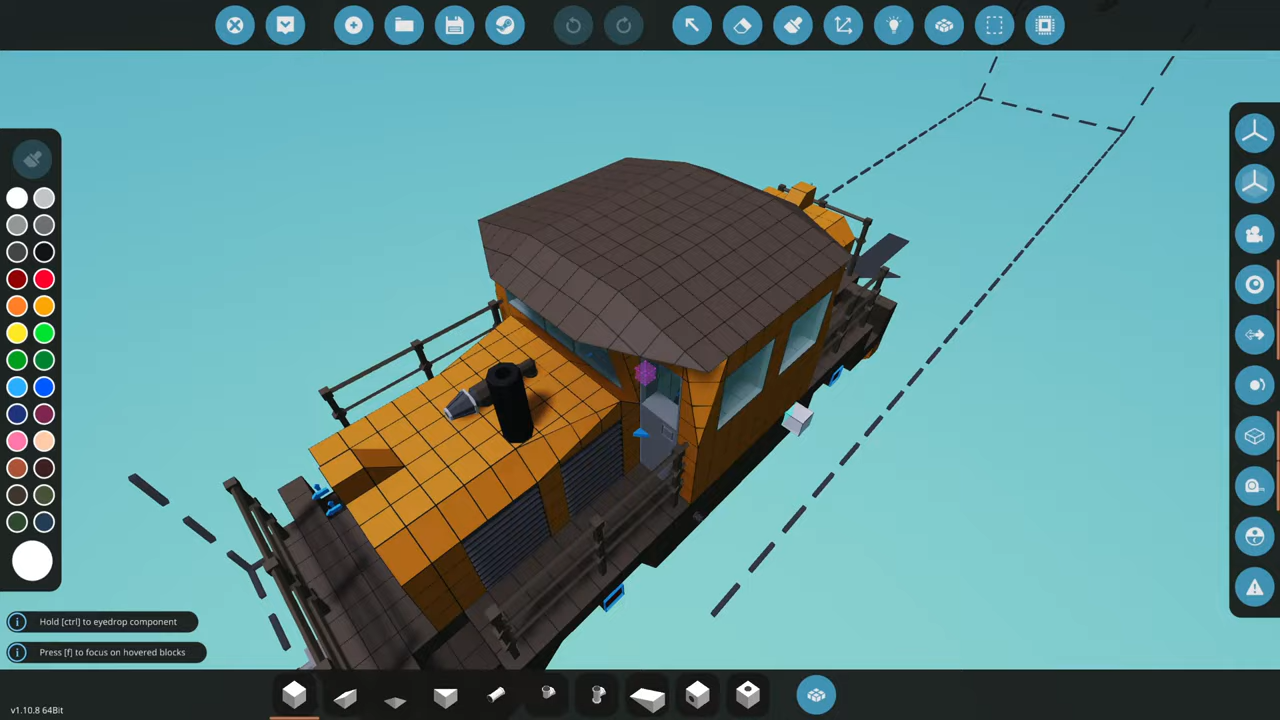 Hold [ctrl] to eyedrop component
Press [f] to focus on hovered blocks
v1.10.8 64Bit